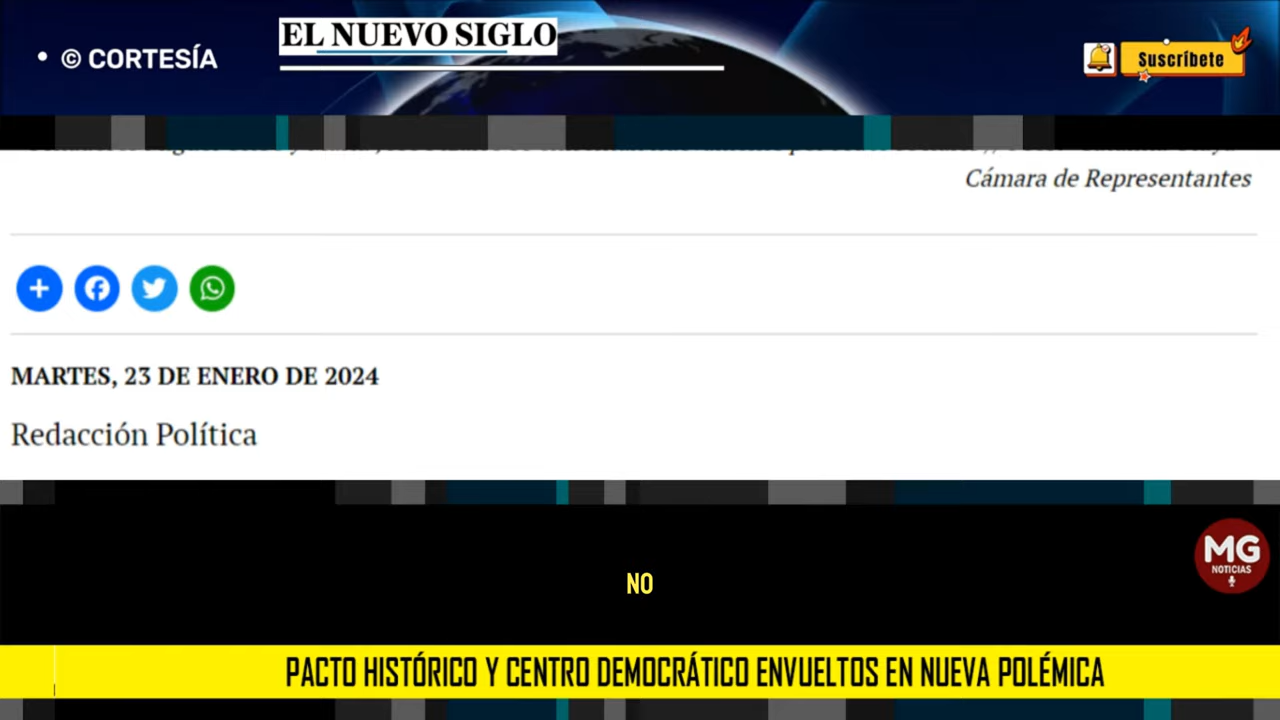 • © CORTESÍA
EL NUEVO SIGLO
Suscríbete
Cámara de Representantes
MARTES, 23 DE ENERO DE 2024
Redacción Política
NO
MG
NOTICIAS
PACTO HISTÓRICO Y CENTRO DEMOCRÁTICO ENVUELTOS EN NUEVA POLÉMICA